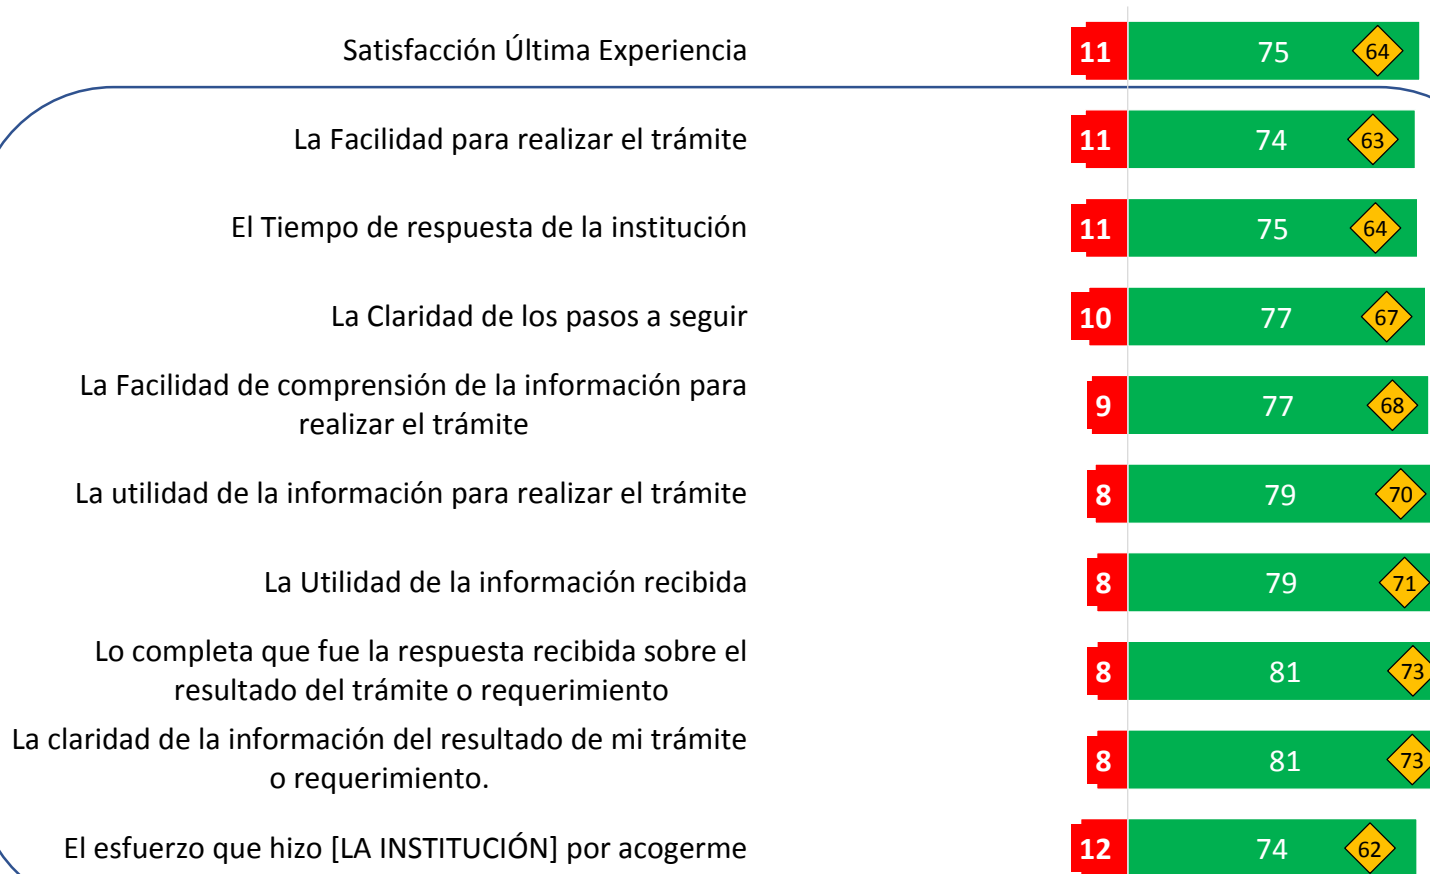 Satisfacción Última Experiencia 11 75 64
La Facilidad para realizar el trámite 11 74 63
El Tiempo de respuesta de la institución 11 75 64
La Claridad de los pasos a seguir 10 77 67
La Facilidad de comprensión de la información para
realizar el trámite 9 77 68
La utilidad de la información para realizar el trámite 8 79 70
La Utilidad de la información recibida 8 79 71
Lo completa que fue la respuesta recibida sobre el
resultado del trámite o requerimiento 8 81 73
La claridad de la información del resultado de mi trámite
o requerimiento. 8 81 73
El esfuerzo que hizo [LA INSTITUCIÓN] por acogerme 12 74 62